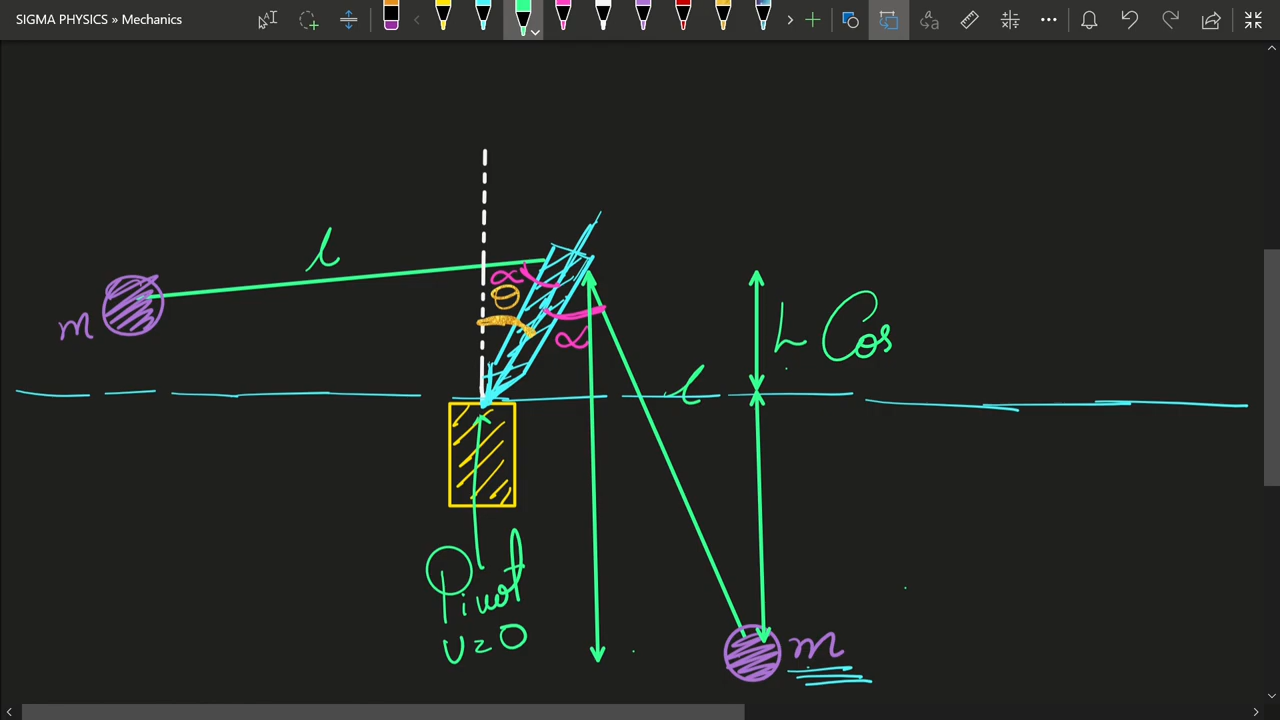 SIGMA PHYSICS » Mechanics
l
α
θ
m
α
L Cos
l
Pivot
U = 0
m